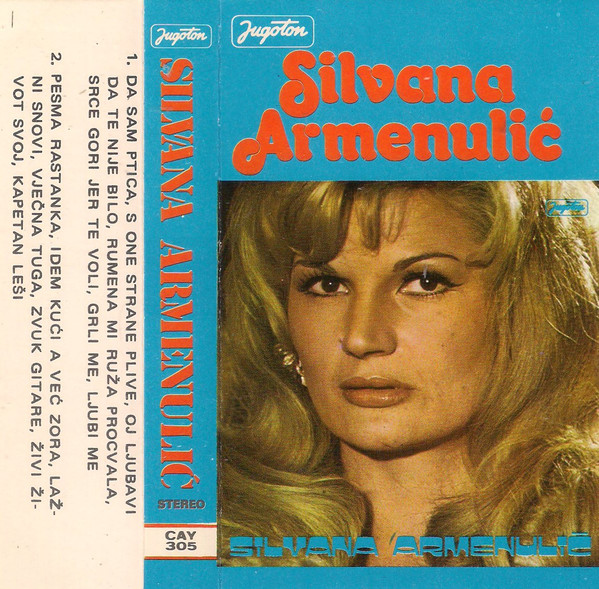 1. DA SAM PTICA, S ONE STRANE PLIVE, OJ LJUBAVI
DA TE NIJE BILO, RUMENA MI RUŽA PROCVALA,
SRCE GORI JER TE VOLI, GRLI ME, LJUBI ME
2. PESMA RASTANKA, IDEM KUĆI A VEĆ ZORA, LAŽ-
NI SNOVI, VJEČNA TUGA, ZVUK GITARE, ŽIVI ŽI-
VOT SVOJ, KAPETAN LEŠI
Jugoton
SILVANA ARMENULIĆ
STEREO
CAY
305
Jugoton
Silvana
Armenulić
Jugoton
SILVANA ARMENULIĆ